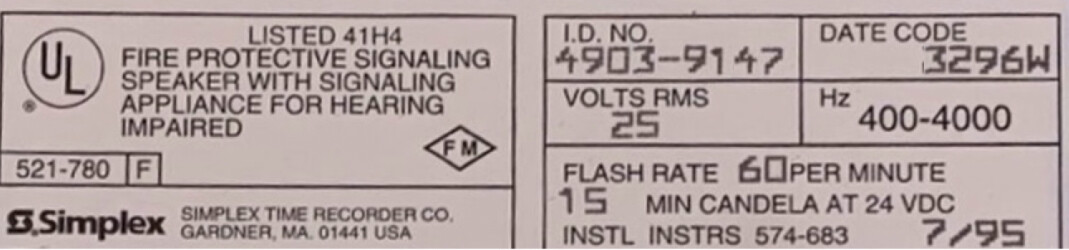 UL
®
LISTED 41H4
FIRE PROTECTIVE SIGNALING
SPEAKER WITH SIGNALING
APPLIANCE FOR HEARING
IMPAIRED
FM
521-780 F
Simplex
SIMPLEX TIME RECORDER CO.
GARDNER, MA. 01441 USA
I.D. NO.
4903-9147
DATE CODE
3296W
VOLTS RMS
25
Hz
400-4000
FLASH RATE 60 PER MINUTE
15 MIN CANDELA AT 24 VDC
INSTL INSTRS 574-683 7/95